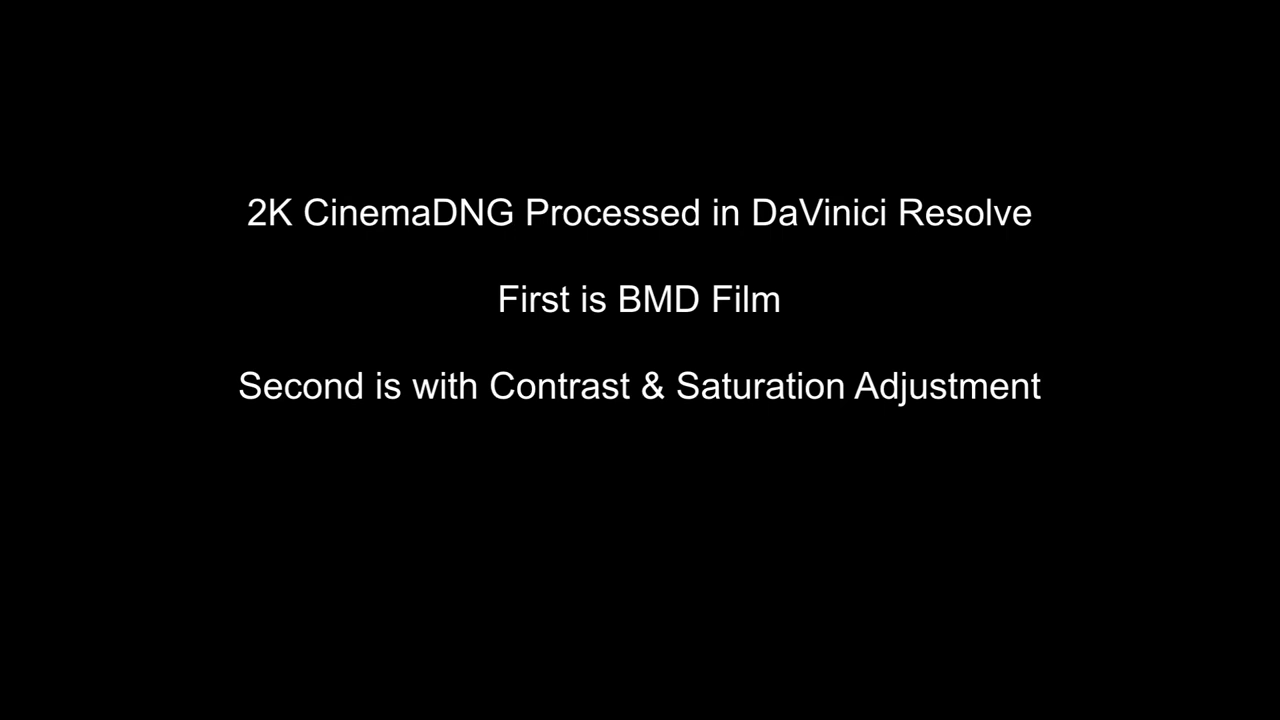 2K CinemaDNG Processed in DaVinici Resolve
First is BMD Film
Second is with Contrast & Saturation Adjustment